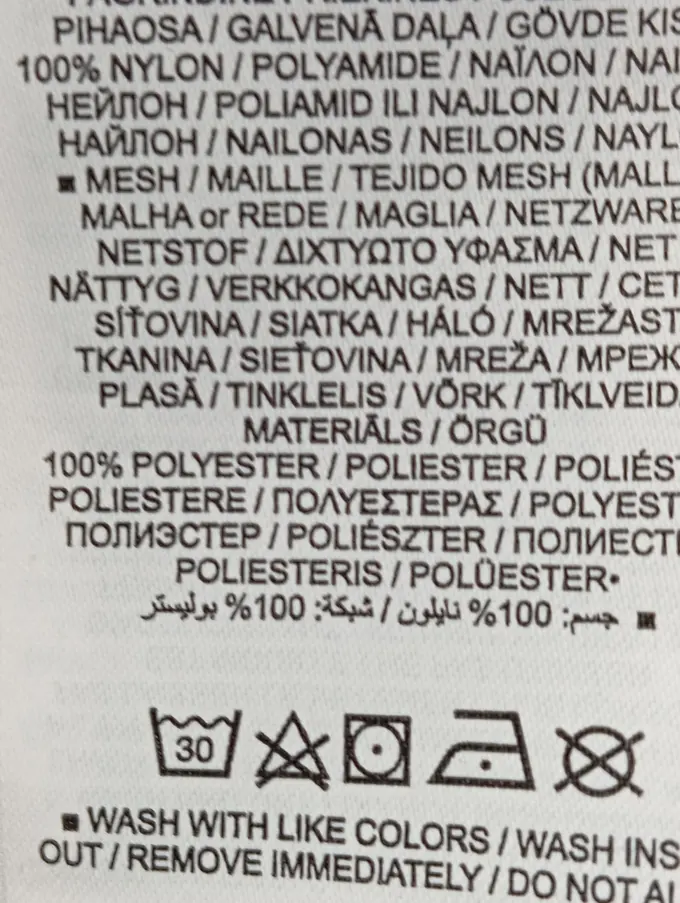 PIHAOSA / GALVENĀ DAĻA / GÖVDE KIS
100% NYLON / POLYAMIDE / ΝΑΪΛΟΝ / NAI
НЕЙЛОН / POLIAMID ILI NAJLON / NAJLO
НАЙЛОН / NAILONAS / NEILONS / NAYL
■ MESH / MAILLE / TEJIDO MESH (MALL
MALHA or REDE / MAGLIA / NETZWARE
NETSTOF / ΔΙΧΤΥΩΤΟ ΥΦΑΣΜΑ / NET
NÄTTYG / VERKKOKANGAS / NETT / СЕТ
SÍŤOVINA / SIATKA / HÁLÓ / MREŽAST
TKANINA / SIEŤOVINA / MREŽA / МРЕЖ
PLASĂ / TINKLELIS / VÕRK / TĪKLVEIDA
MATERIĀLS / ÖRGÜ
100% POLYESTER / POLIESTER / POLIÉST
POLIESTERE / ΠΟΛΥΕΣΤΕΡΑΣ / POLYEST
ПОЛИЭСТЕР / POLIÉSZTER / ПОЛИЕСТЕ
POLIESTERIS / POLÜESTER•
■ جسم: 100% نايلون / شبكة: 100% بوليستر
30
■ WASH WITH LIKE COLORS / WASH INS
OUT / REMOVE IMMEDIATELY / DO NOT AL